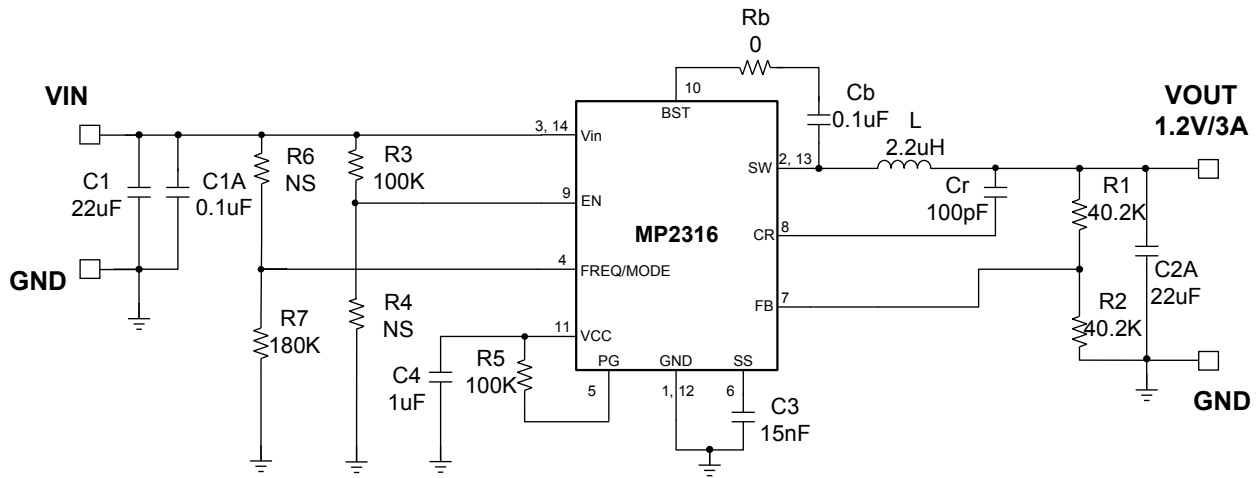 Rb
0
10
BST
Cb
0.1uF
VIN
VOUT
1.2V/3A
3, 14
Vin
L
2.2uH
2, 13
SW
R6
NS
R3
100K
C1
22uF
C1A
0.1uF
Cr
100pF
R1
40.2K
9
EN
MP2316
CR
8
GND
4
FREQ/MODE
C2A
22uF
R4
NS
FB
7
R2
40.2K
R7
180K
11
VCC
R5
100K
PG
GND
SS
C4
1uF
5
1, 12
6
C3
15nF
GND